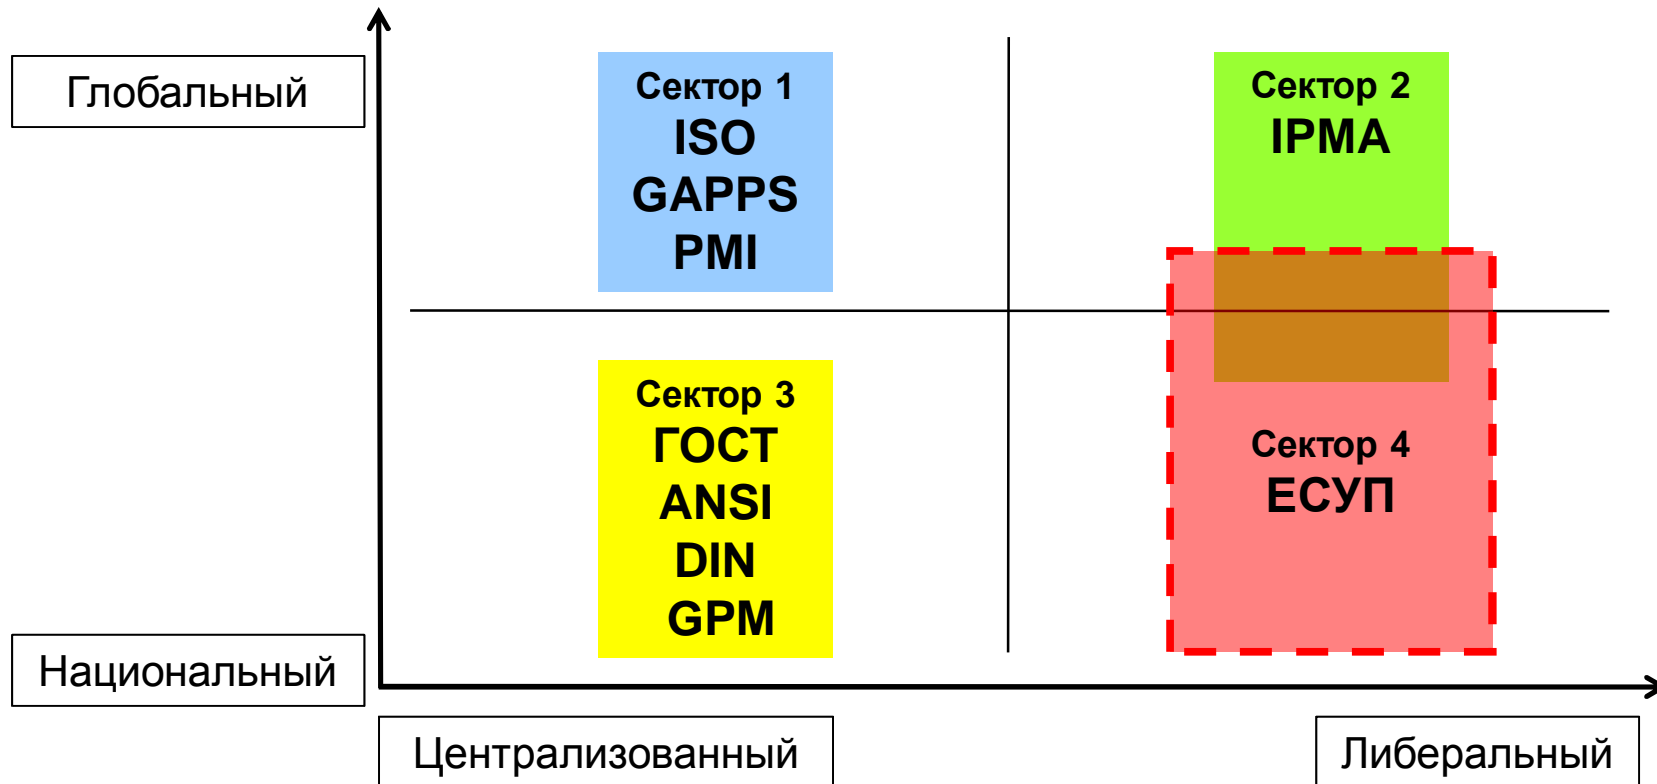 Глобальный
Сектор 1
ISO
GAPPS
PMI
Сектор 2
IPMA
Сектор 3
ГОСТ
ANSI
DIN
GPM
Сектор 4
ЕСУП
Национальный
Централизованный
Либеральный